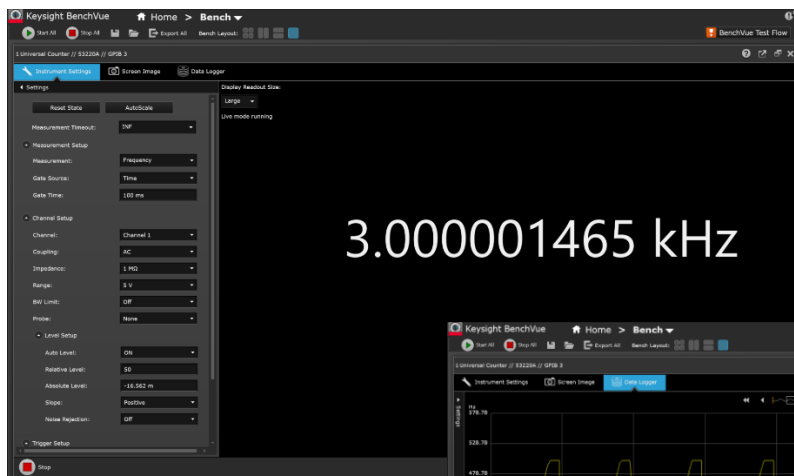 Keysight BenchVue
Home > Bench
Start All Stop All Export All Bench Layout:
BenchVue Test Flow
1 Universal Counter // 53220A // GPIB 3
Instrument Settings Screen Image Data Logger
Settings
Display Readout Size:
Large
Live mode running
Reset State AutoScale
Measurement Timeout: INF
Measurement Setup
Measurement: Frequency
Gate Source: Time
Gate Time: 100 ms
Channel Setup
Channel: Channel 1
Coupling: AC
Impedance: 1 MΩ
Range: 5 V
BW Limit: Off
Probe: None
Level Setup
Auto Level: ON
Relative Level: 50
Absolute Level: -16.562 m
Slope: Positive
Noise Rejection: Off
Trigger Setup
Stop
3.000001465 kHz
Keysight BenchVue
Home > Bench
Start All Stop All Export All Bench Layout:
1 Universal Counter // 53220A // GPIB 3
Instrument Settings Screen Image Data Logger
Settings
Hz
578.70
528.70
478.70